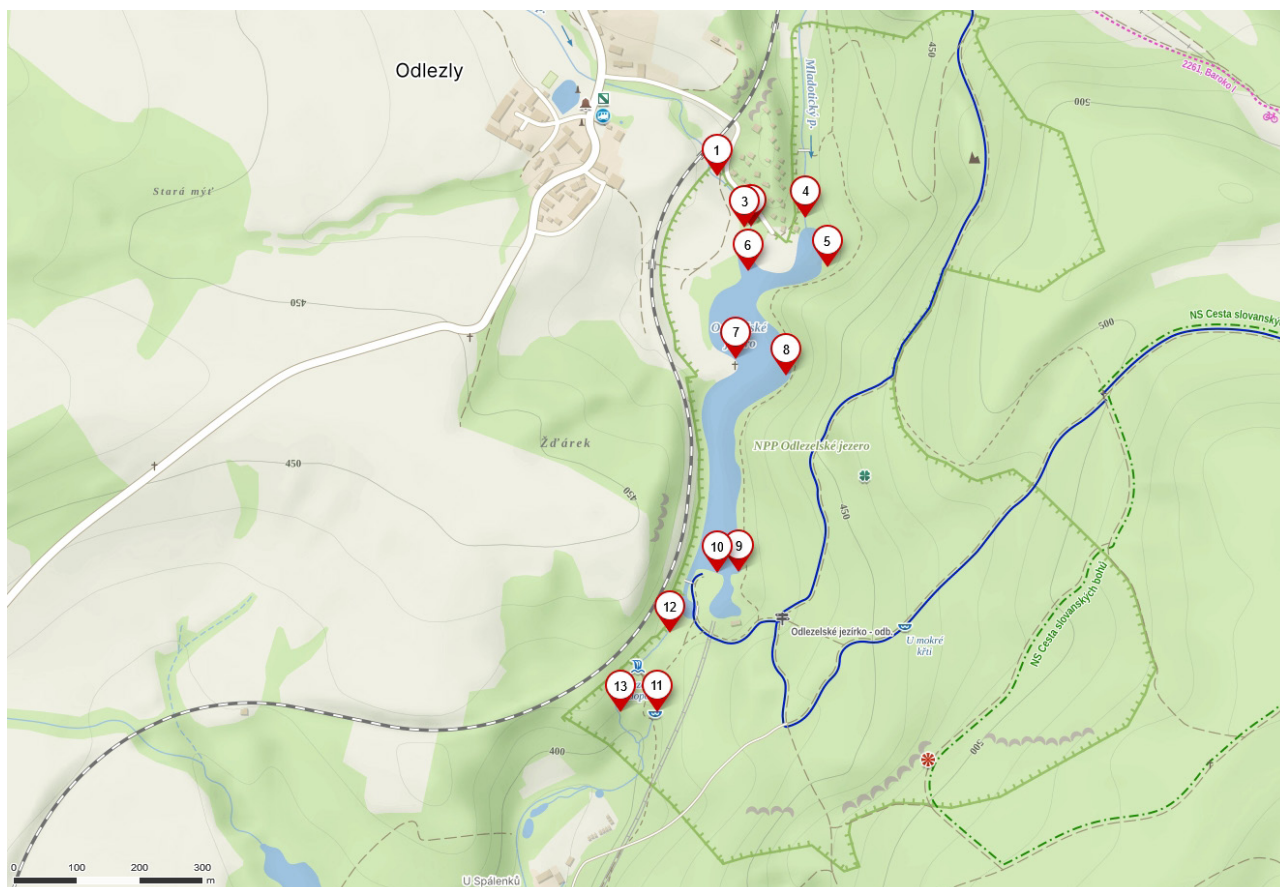 Odlezly
Mladotický p.
450
2261, Baroko I
500
Stará mýť
1
3
4
5
6
450
7
8
500
NS Cesta slovanskýc
Žďárek
450
450
NPP Odlezelské jezero
450
10
9
NS Cesta slovanských bohů
12
Odlezelské jezírko - odb.
U mokré
křti
13
11
400
500
0 100 200 300
m
U Spálenků